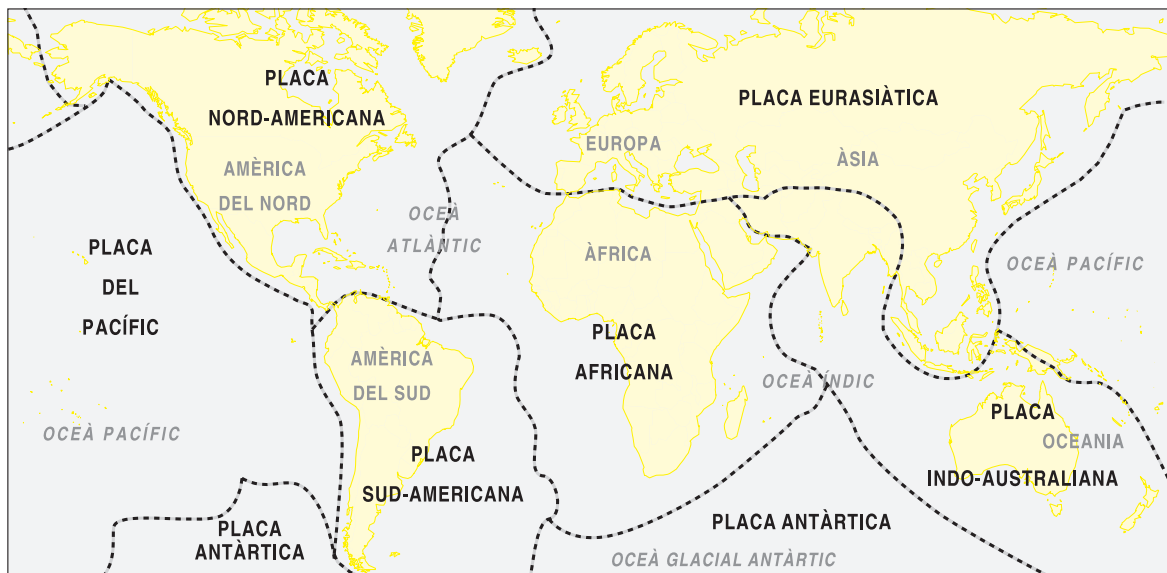 PLACA
NORD-AMERICANA
AMÈRICA
DEL NORD
OCEÀ
ATLÀNTIC
PLACA EURASIÀTICA
EUROPA
ÀSIA
ÀFRICA
PLACA
DEL
PACÍFIC
OCEÀ PACÍFIC
PLACA
AFRICANA
AMÈRICA
DEL SUD
OCEÀ ÍNDIC
OCEÀ PACÍFIC
PLACA
SUD-AMERICANA
PLACA
OCEANIA
INDO-AUSTRALIANA
PLACA
ANTÀRTICA
PLACA ANTÀRTICA
OCEÀ GLACIAL ANTÀRTIC